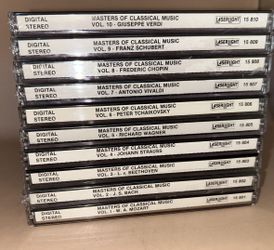 DIGITAL MASTERS OF CLASSICAL MUSIC LASERLIGHT 15 810
STEREO VOL. 10 - GIUSEPPE VERDI
DIGITAL MASTERS OF CLASSICAL MUSIC LASERLIGHT 15 809
STEREO VOL. 9 - FRANZ SCHUBERT
DIGITAL MASTERS OF CLASSICAL MUSIC LASERLIGHT 15 808
STEREO VOL. 8 - FREDERIC CHOPIN
DIGITAL MASTERS OF CLASSICAL MUSIC LASERLIGHT 15 807
STEREO VOL. 7 - ANTONIO VIVALDI
DIGITAL MASTERS OF CLASSICAL MUSIC LASERLIGHT 15 806
STEREO VOL. 6 - PETER TCHAIKOVSKY
DIGITAL MASTERS OF CLASSICAL MUSIC LASERLIGHT 15 805
STEREO VOL. 5 - RICHARD WAGNER
DIGITAL MASTERS OF CLASSICAL MUSIC LASERLIGHT 15 804
STEREO VOL. 4 - JOHANN STRAUSS
DIGITAL MASTERS OF CLASSICAL MUSIC LASERLIGHT 15 803
STEREO VOL. 3 - L. v. BEETHOVEN
DIGITAL MASTERS OF CLASSICAL MUSIC LASERLIGHT 15 802
STEREO VOL. 2 - J. S. BACH
DIGITAL MASTERS OF CLASSICAL MUSIC LASERLIGHT 15 801
STEREO VOL. 1 - W. A. MOZART